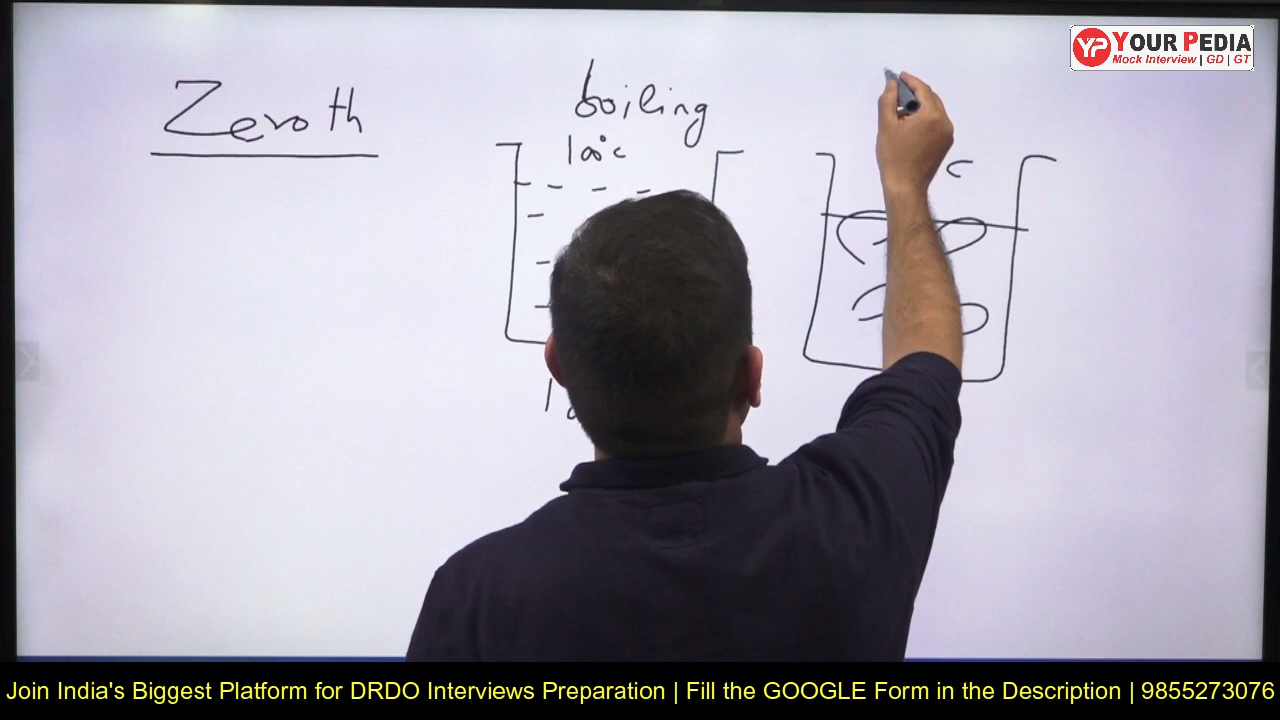 Zeroth
boiling
100°C
C
YP YOUR PEDIA
Mock Interview | GD | GT
Join India's Biggest Platform for DRDO Interviews Preparation | Fill the GOOGLE Form in the Description | 9855273076